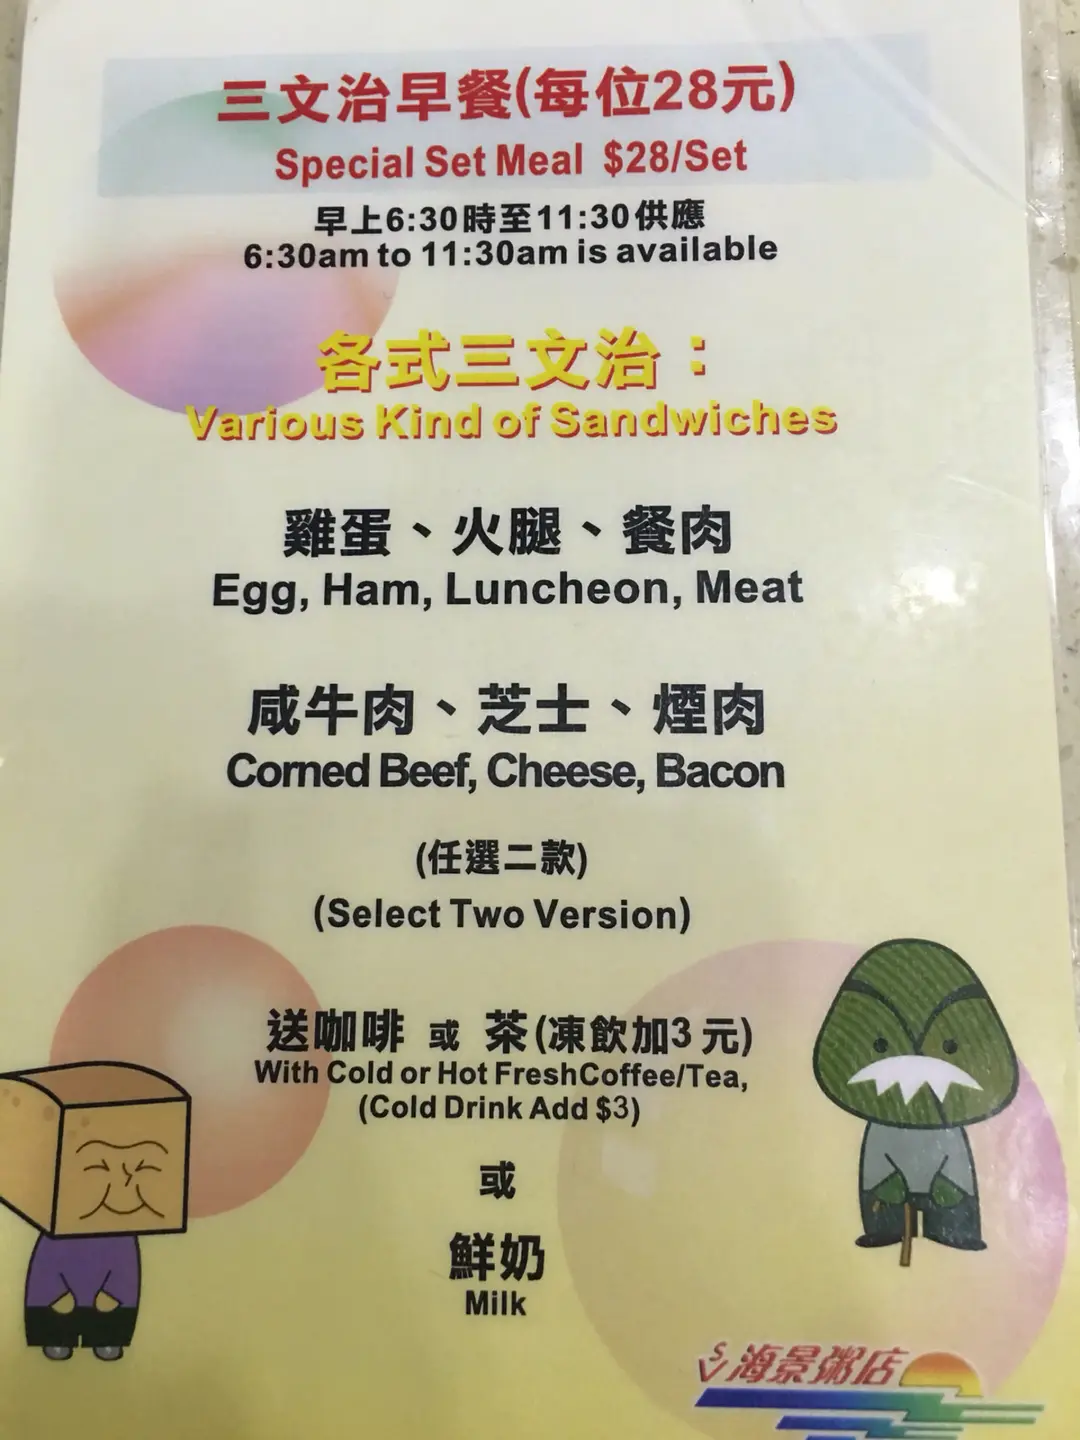 三文治早餐(每位28元)
Special Set Meal $28/Set
早上6:30時至11:30供應
6:30am to 11:30am is available
各式三文治：
Various Kind of Sandwiches
雞蛋、火腿、餐肉
Egg, Ham, Luncheon, Meat
咸牛肉、芝士、煙肉
Corned Beef, Cheese, Bacon
(任選二款)
(Select Two Version)
送咖啡 或 茶(凍飲加3元)
With Cold or Hot FreshCoffee/Tea,
(Cold Drink Add $3)
或
鮮奶
Milk
SV 海景粥店